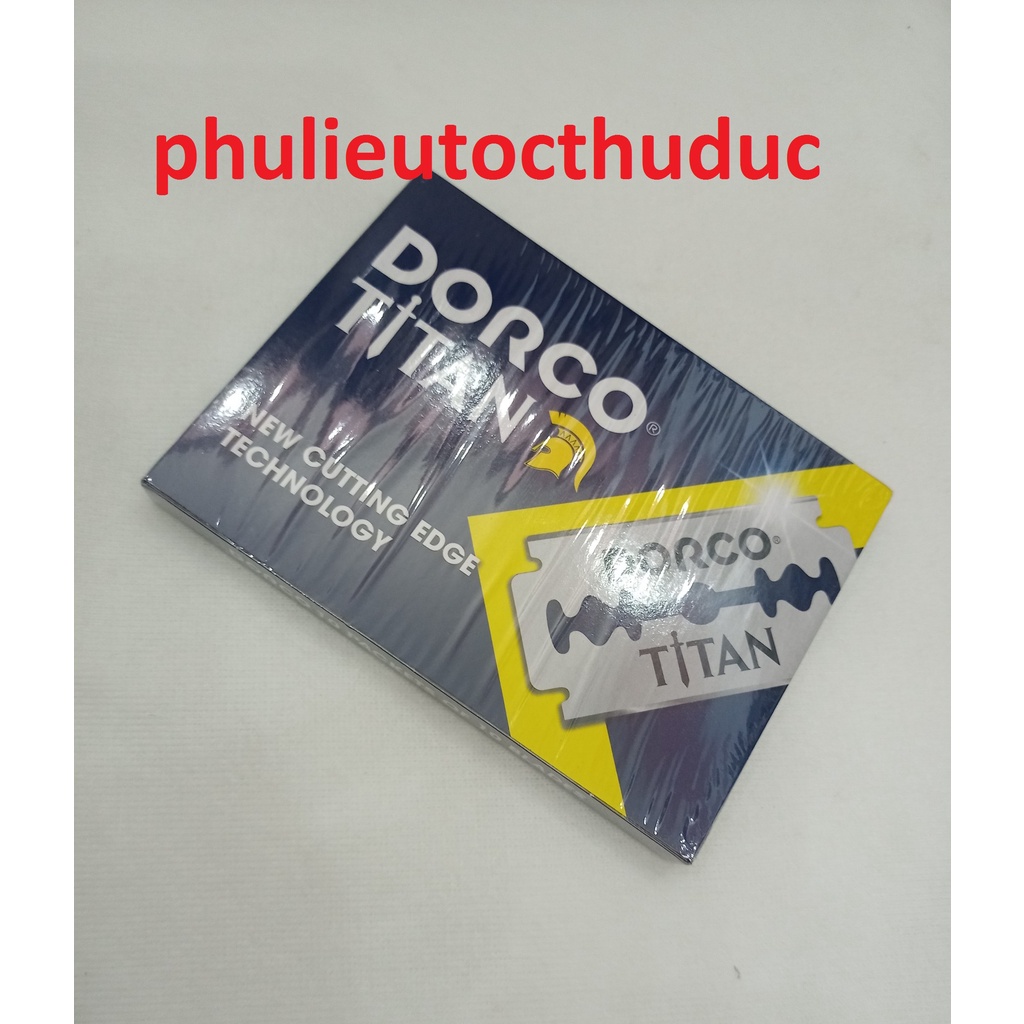 phulieutocthuduc
DORCO®
TITAN
NEW CUTTING EDGE
TECHNOLOGY
DORCO®
TITAN